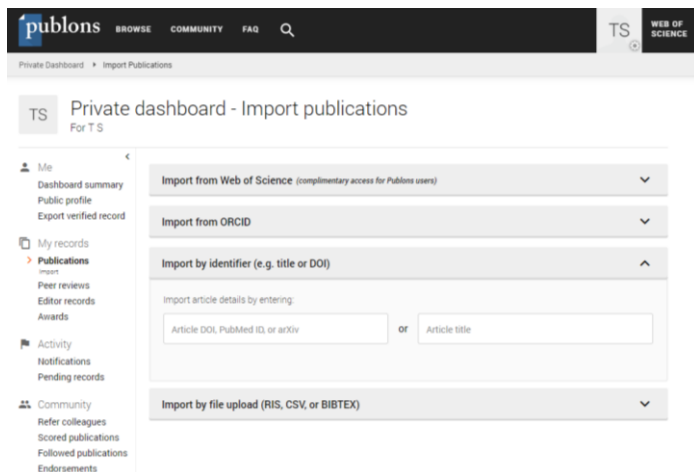 publons BROWSE COMMUNITY FAQ TS WEB OF SCIENCE
Private Dashboard Import Publications
TS Private dashboard - Import publications
For T S
Me
Dashboard summary
Public profile
Export verified record
My records
Publications
Import
Peer reviews
Editor records
Awards
Activity
Notifications
Pending records
Community
Refer colleagues
Scored publications
Followed publications
Endorsements
Import from Web of Science (complimentary access for Publons users)
Import from ORCID
Import by identifier (e.g. title or DOI)
Import article details by entering:
Article DOI, PubMed ID, or arXiv or Article title
Import by file upload (RIS, CSV, or BIBTEX)